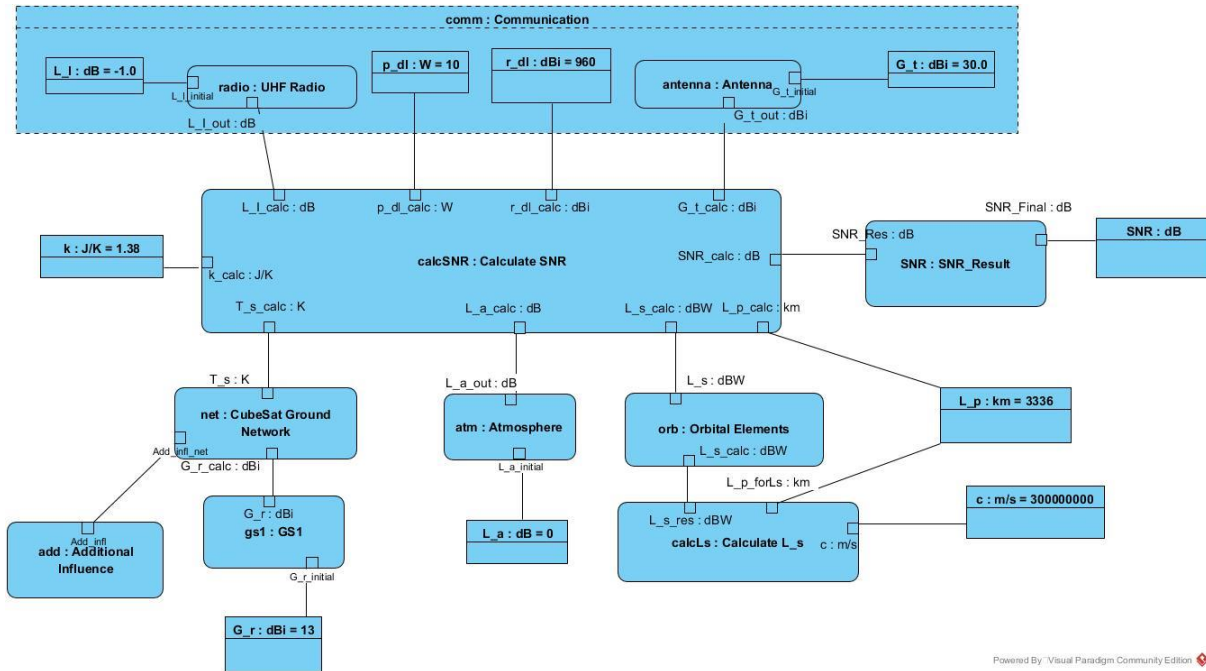 comm : Communication
L_l : dB = -1.0
p_dl : W = 10
r_dl : dBi = 960
G_t : dBi = 30.0
radio : UHF Radio
L_l_initial
antenna : Antenna
G_t_initial
L_l_out : dB
G_t_out : dBi
L_l_calc : dB
p_dl_calc : W
r_dl_calc : dBi
G_t_calc : dBi
SNR_Final : dB
SNR_Res : dB
SNR : dB
k : J/K = 1.38
k_calc : J/K
calcSNR : Calculate SNR
SNR_calc : dB
SNR : SNR_Result
T_s_calc : K
L_a_calc : dB
L_s_calc : dBW
L_p_calc : km
T_s : K
L_a_out : dB
L_s : dBW
net : CubeSat Ground
Network
atm : Atmosphere
orb : Orbital Elements
L_p : km = 3336
Add_infl_net
G_r_calc : dBi
L_a_initial
L_s_calc : dBW
L_p_forLs : km
c : m/s = 300000000
G_r : dBi
gs1 : GS1
L_s_res : dBW
calcLs : Calculate L_s
c : m/s
Add_infl
add : Additional
Influence
L_a : dB = 0
G_r_initial
G_r : dBi = 13
Powered By Visual Paradigm Community Edition